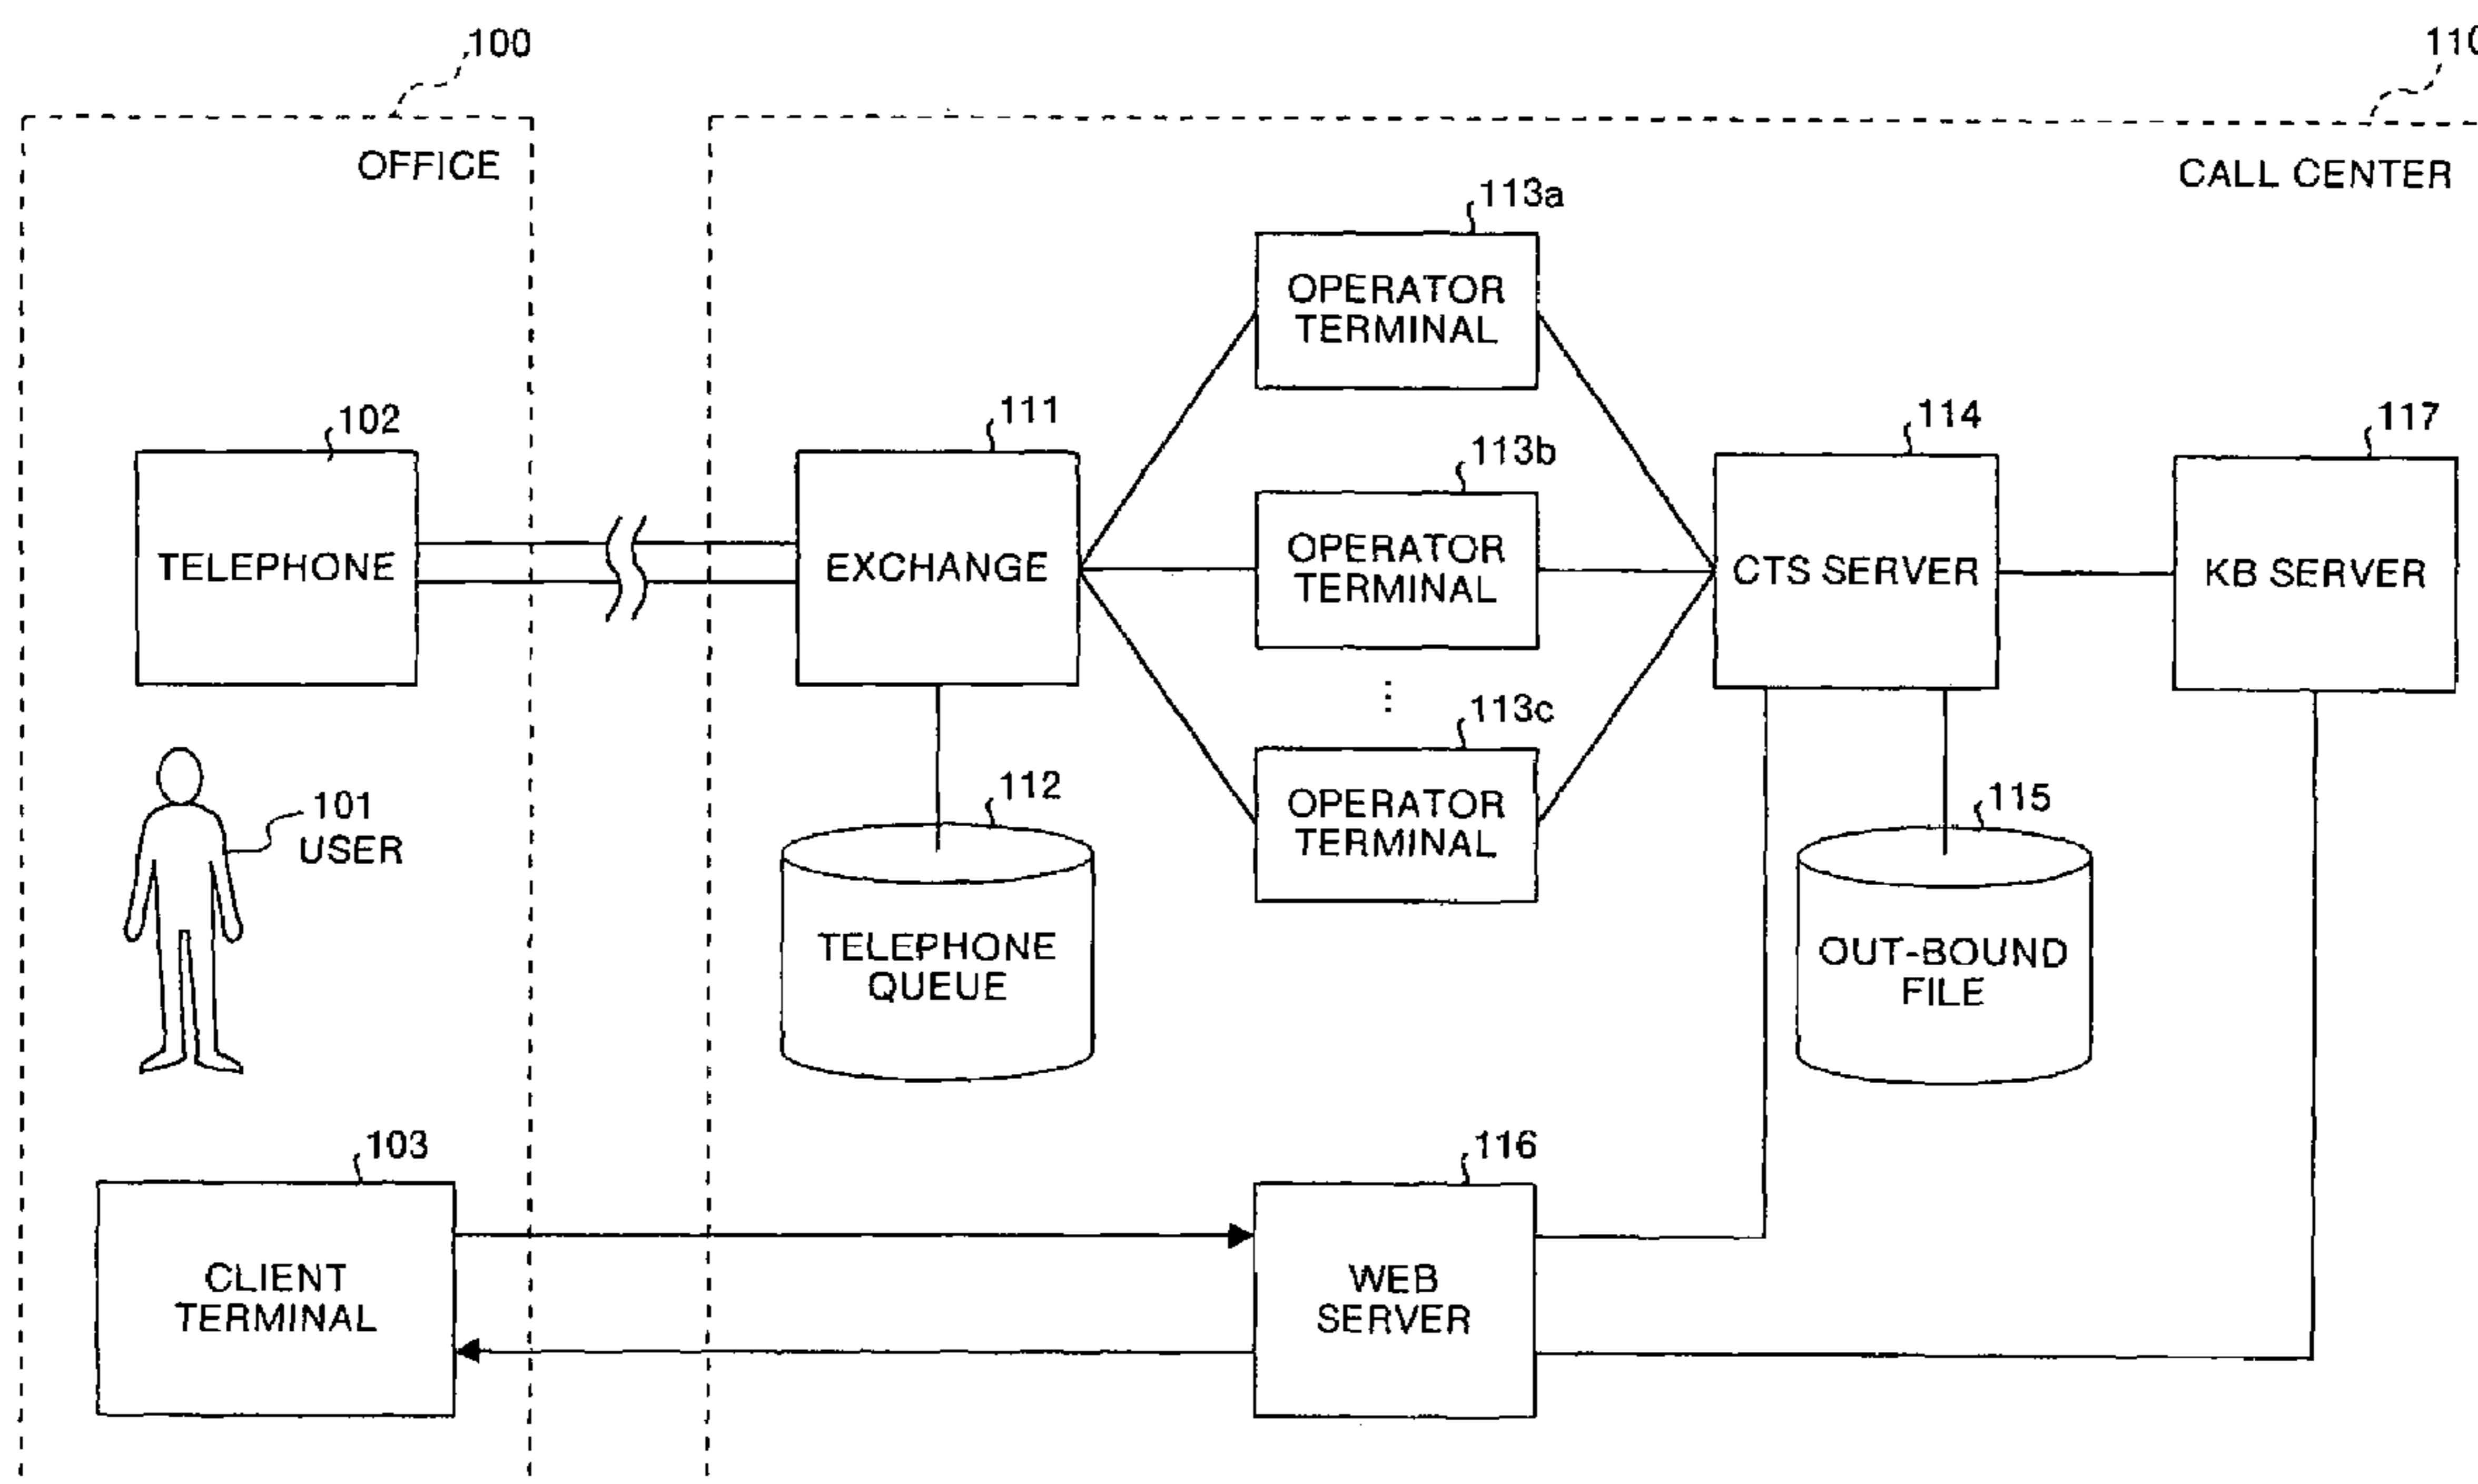 100
110
OFFICE
CALL CENTER
113a
OPERATOR
TERMINAL
102
TELEPHONE
111
EXCHANGE
113b
OPERATOR
TERMINAL
114
CTS SERVER
117
KB SERVER
⋮
113c
OPERATOR
TERMINAL
101
USER
112
TELEPHONE
QUEUE
115
OUT-BOUND
FILE
103
CLIENT
TERMINAL
116
WEB
SERVER